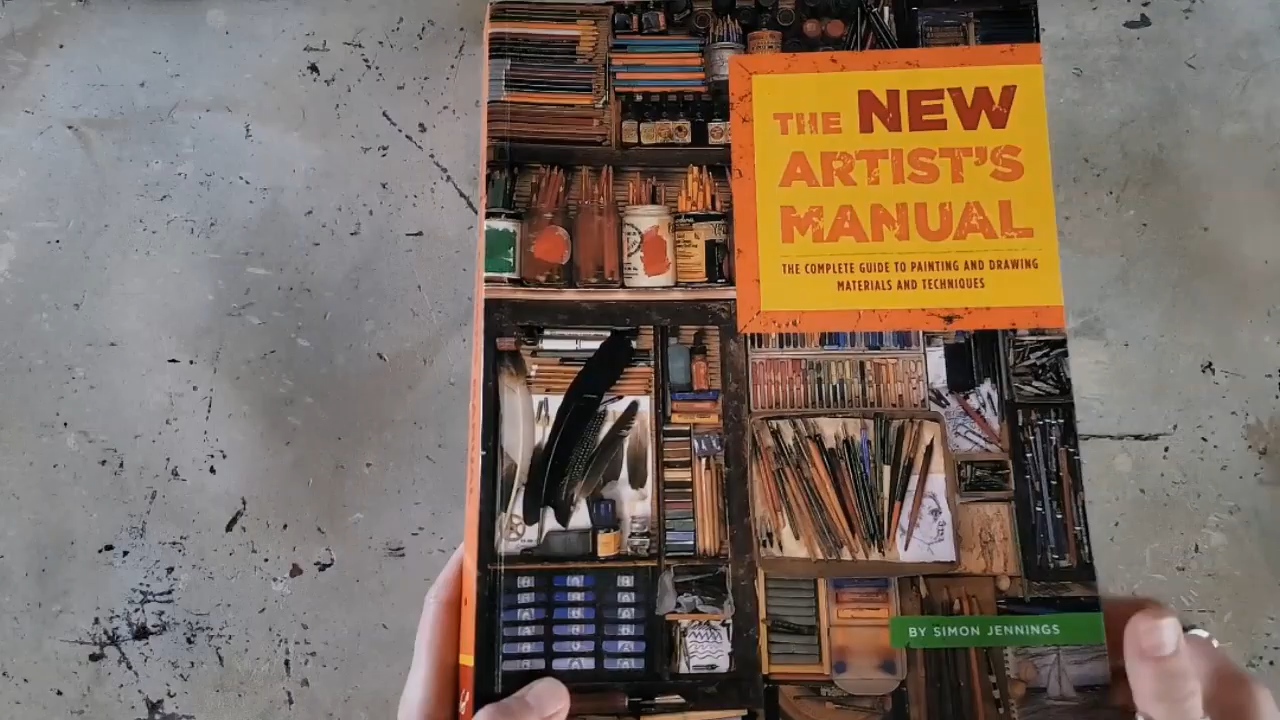 THE NEW
ARTIST'S
MANUAL
THE COMPLETE GUIDE TO PAINTING AND DRAWING
MATERIALS AND TECHNIQUES
BY SIMON JENNINGS